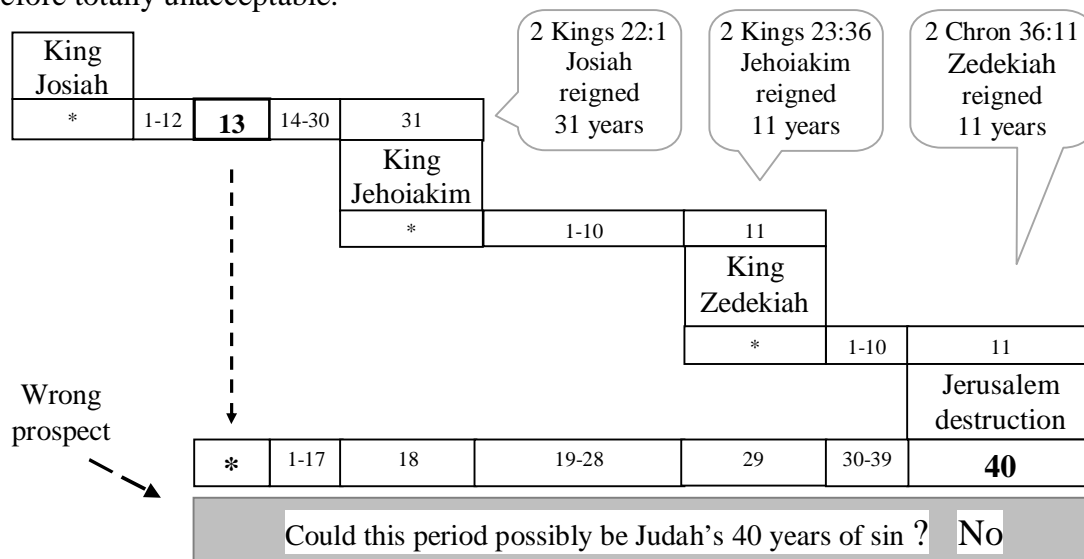 efore totally unacceptable.
King
Josiah
2 Kings 22:1
Josiah
reigned
31 years
2 Kings 23:36
Jehoiakim
reigned
11 years
2 Chron 36:11
Zedekiah
reigned
11 years
* 1-12 13 14-30 31
King
Jehoiakim
* 1-10 11
King
Zedekiah
* 1-10 11
Jerusalem
destruction
Wrong
prospect
* 1-17 18 19-28 29 30-39 40
Could this period possibly be Judah’s 40 years of sin ? No